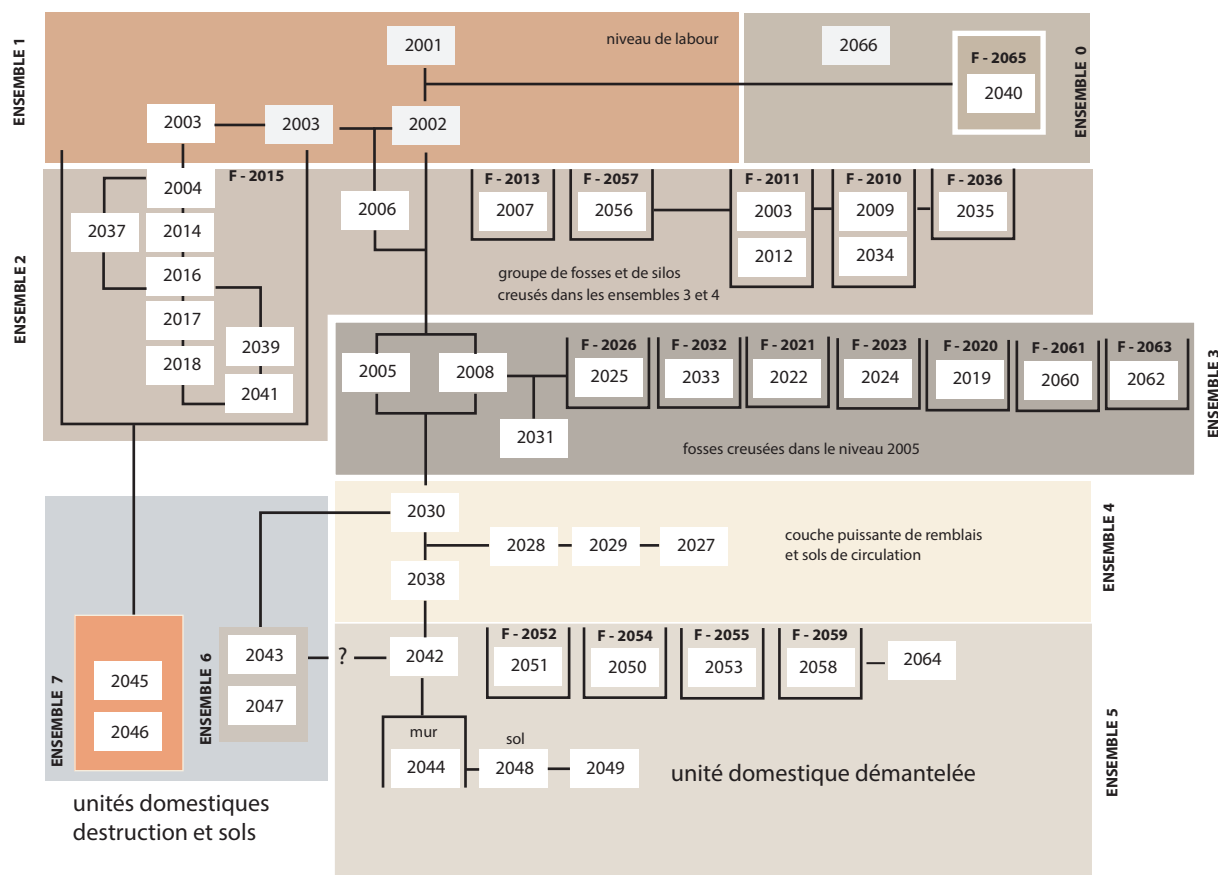 ENSEMBLE 1
niveau de labour
2001
2003
2003
2002
2066
F - 2065
2040
ENSEMBLE 0
ENSEMBLE 2
F - 2015
2004
2037
2014
2016
2017
2018
2039
2041
2006
F - 2013
2007
F - 2057
2056
F - 2011
2003
2012
F - 2010
2009
2034
F - 2036
2035
groupe de fosses et de silos
creusés dans les ensembles 3 et 4
2005
2008
2031
F - 2026
2025
F - 2032
2033
F - 2021
2022
F - 2023
2024
F - 2020
2019
F - 2061
2060
F - 2063
2062
fosses creusées dans le niveau 2005
ENSEMBLE 3
2030
2028
2029
2027
2038
couche puissante de remblais
et sols de circulation
ENSEMBLE 4
ENSEMBLE 7
2045
2046
ENSEMBLE 6
2043
2047
?
2042
F - 2052
2051
F - 2054
2050
F - 2055
2053
F - 2059
2058
2064
mur
2044
sol
2048
2049
unité domestique démantelée
ENSEMBLE 5
unités domestiques
destruction et sols